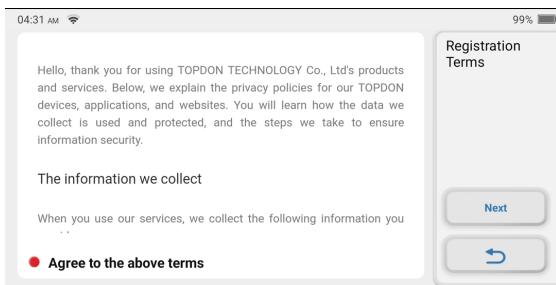 04:31 AM
99%
Registration
Terms
Hello, thank you for using TOPDON TECHNOLOGY Co., Ltd's products
and services. Below, we explain the privacy policies for our TOPDON
devices, applications, and websites. You will learn how the data we
collect is used and protected, and the steps we take to ensure
information security.
The information we collect
When you use our services, we collect the following information you
Agree to the above terms
Next